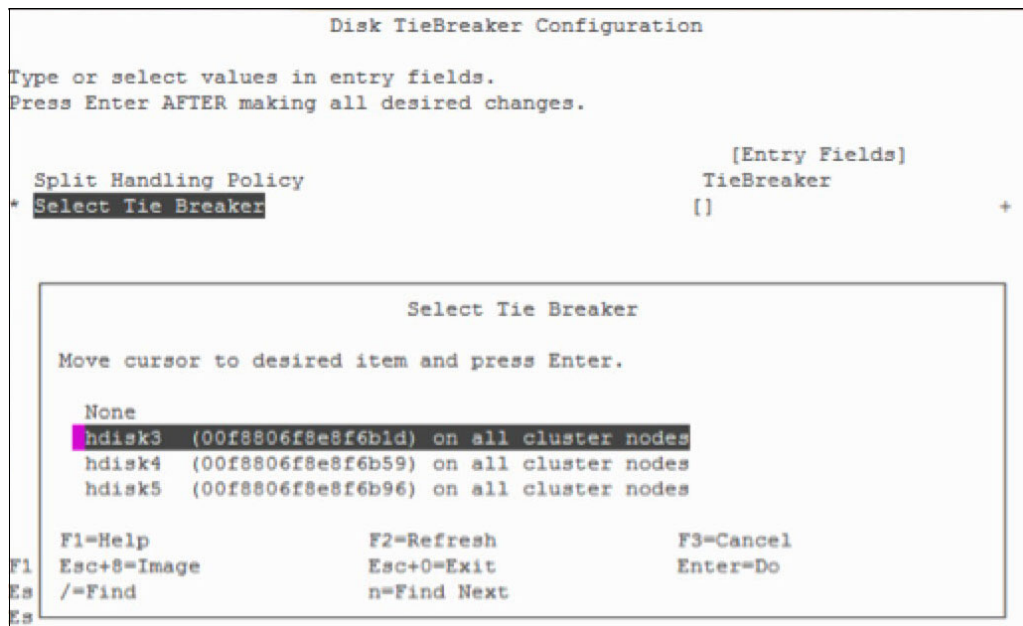 Disk TieBreaker Configuration
Type or select values in entry fields.
Press Enter AFTER making all desired changes.
[Entry Fields]
Split Handling Policy TieBreaker
* Select Tie Breaker [] +
Select Tie Breaker
Move cursor to desired item and press Enter.
None
hdisk3 (00f8806f8e8f6b1d) on all cluster nodes
hdisk4 (00f8806f8e8f6b59) on all cluster nodes
hdisk5 (00f8806f8e8f6b96) on all cluster nodes
F1=Help F2=Refresh F3=Cancel
F1 Esc+8=Image Esc+0=Exit Enter=Do
Es /=Find n=Find Next
Es